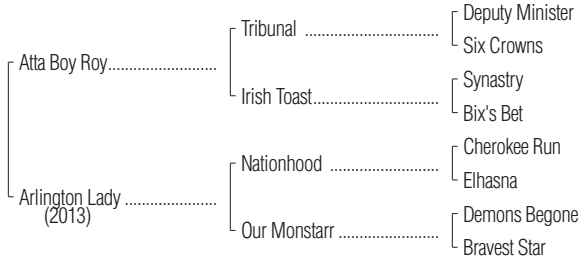 Deputy Minister
Tribunal ..................................
Six Crowns
Atta Boy Roy...........................
Synastry
Irish Toast...............................
Bix's Bet
Cherokee Run
Nationhood ...........................
Elhasna
Arlington Lady .......................
(2013)
Demons Begone
Our Monstarr .........................
Bravest Star